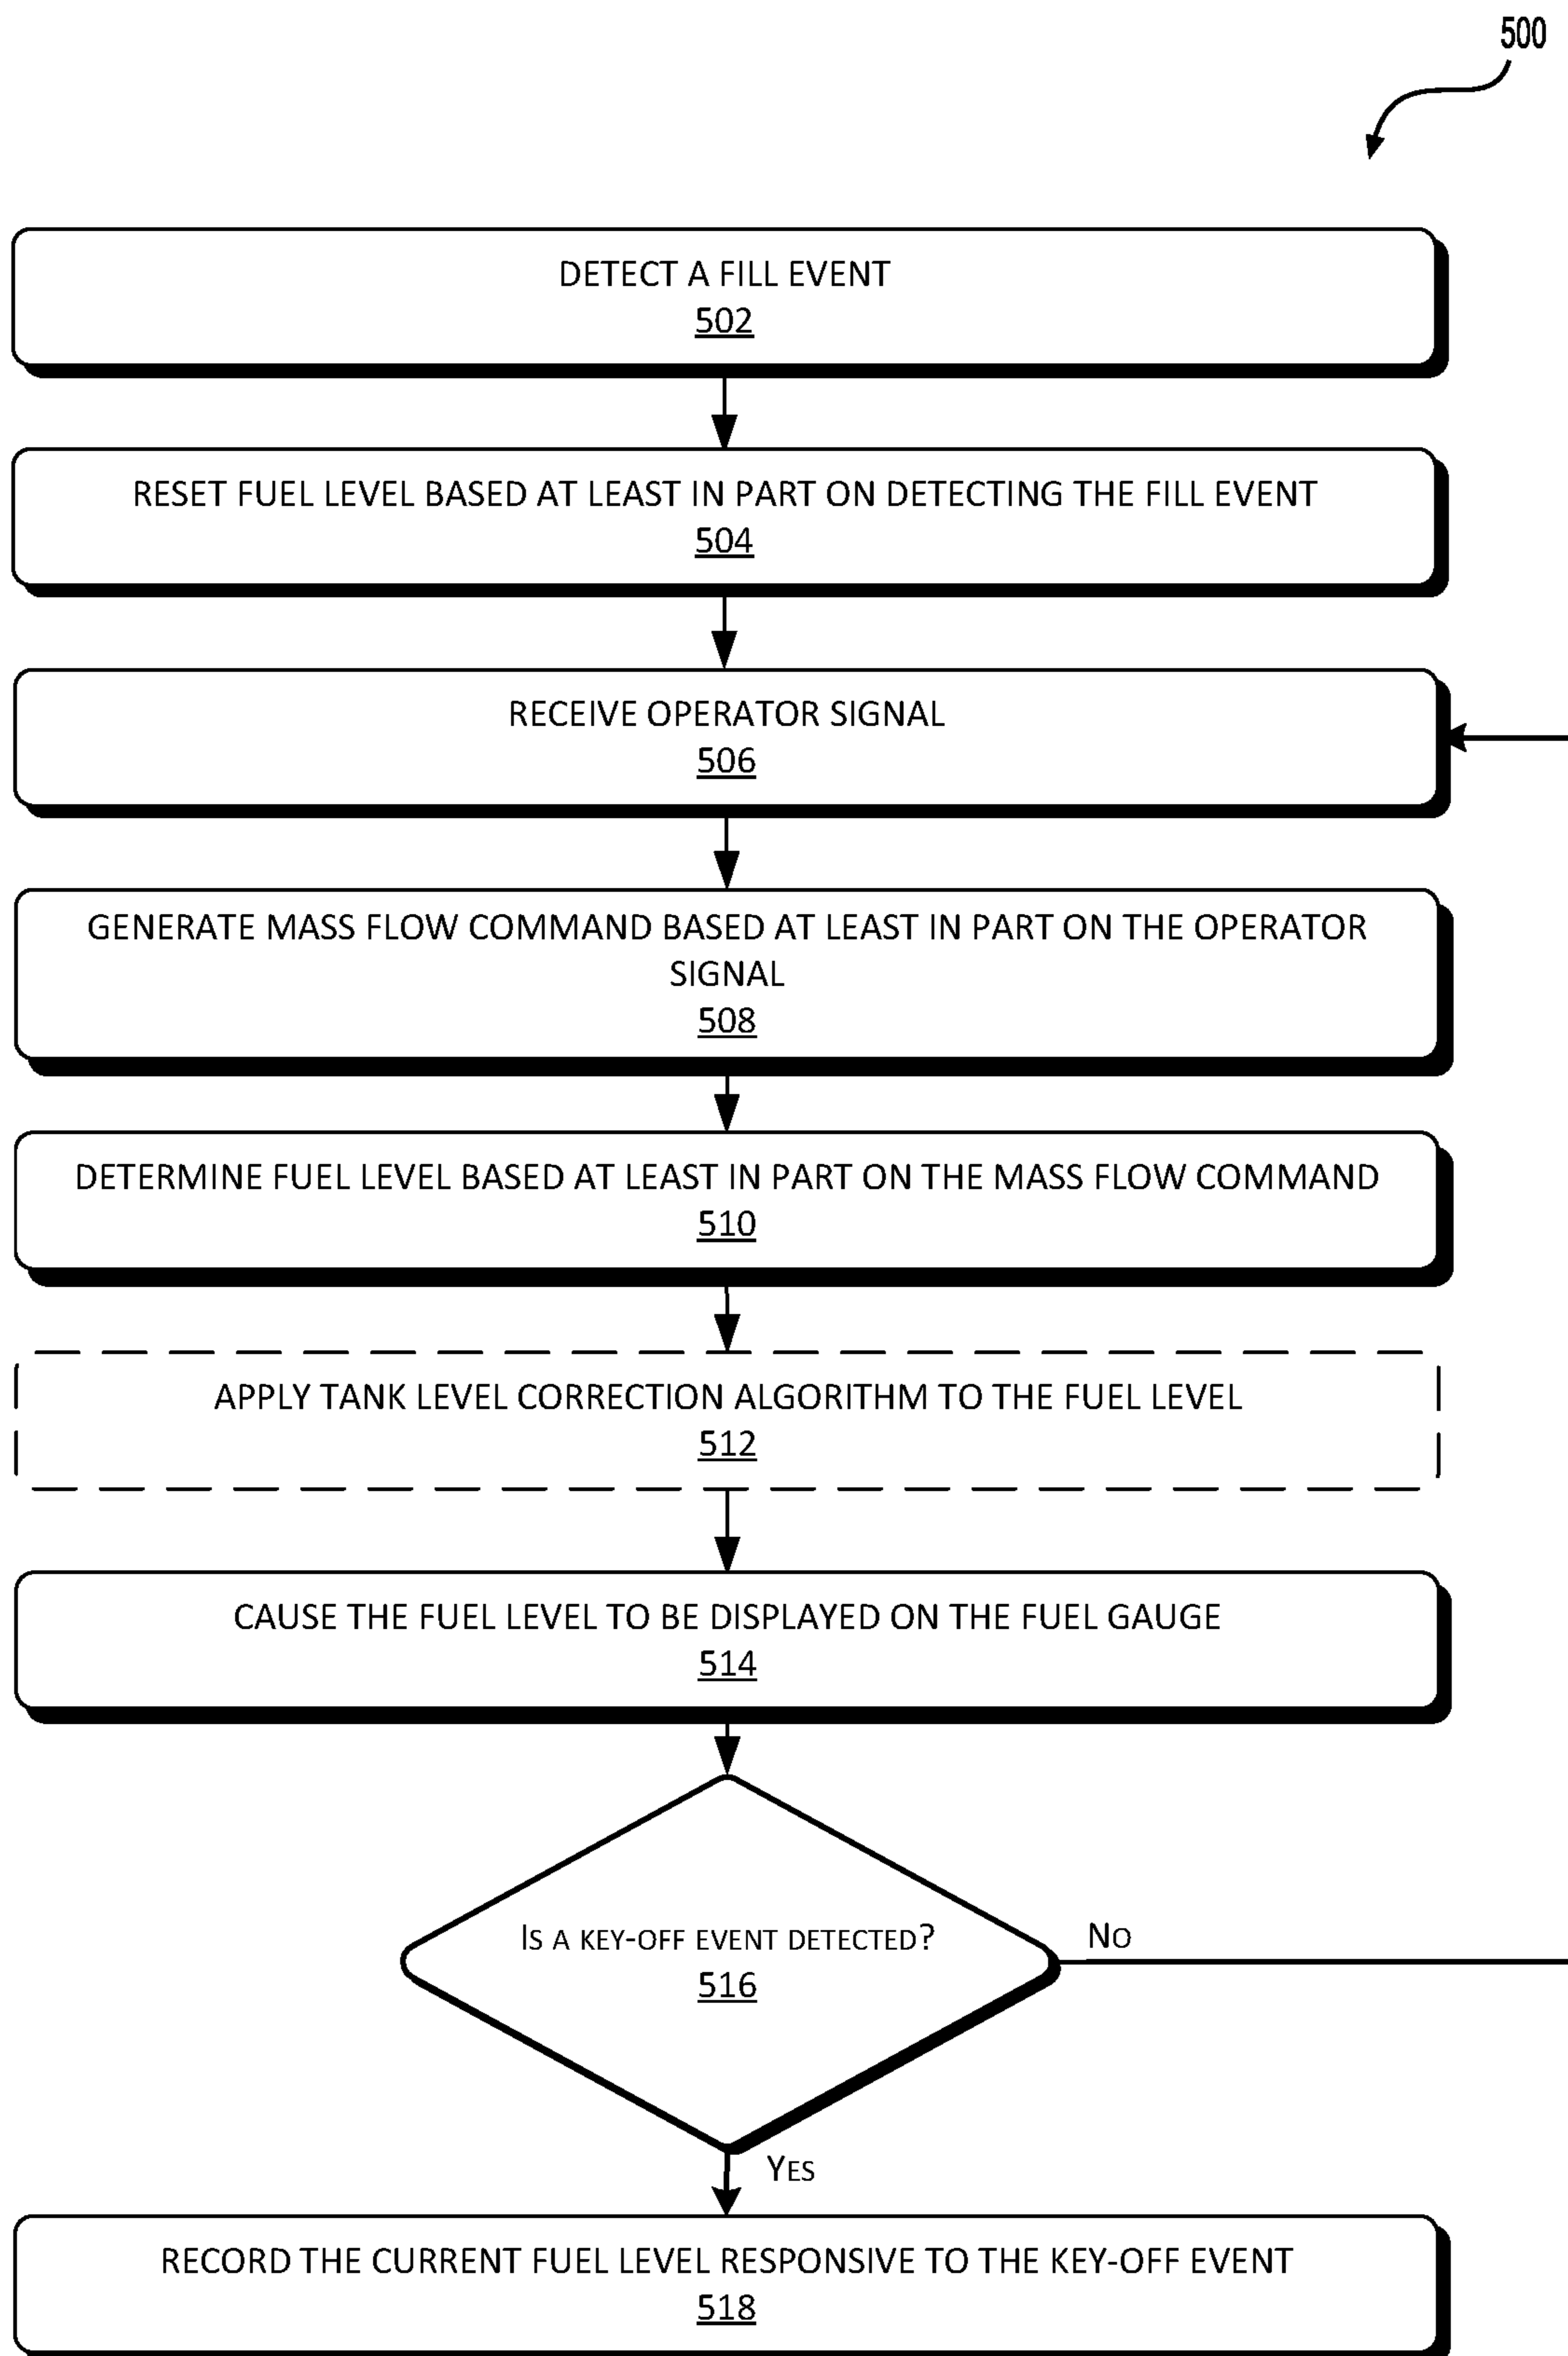 500
DETECT A FILL EVENT
502
RESET FUEL LEVEL BASED AT LEAST IN PART ON DETECTING THE FILL EVENT
504
RECEIVE OPERATOR SIGNAL
506
GENERATE MASS FLOW COMMAND BASED AT LEAST IN PART ON THE OPERATOR
SIGNAL
508
DETERMINE FUEL LEVEL BASED AT LEAST IN PART ON THE MASS FLOW COMMAND
510
APPLY TANK LEVEL CORRECTION ALGORITHM TO THE FUEL LEVEL
512
CAUSE THE FUEL LEVEL TO BE DISPLAYED ON THE FUEL GAUGE
514
IS A KEY-OFF EVENT DETECTED?
516
NO
YES
RECORD THE CURRENT FUEL LEVEL RESPONSIVE TO THE KEY-OFF EVENT
518